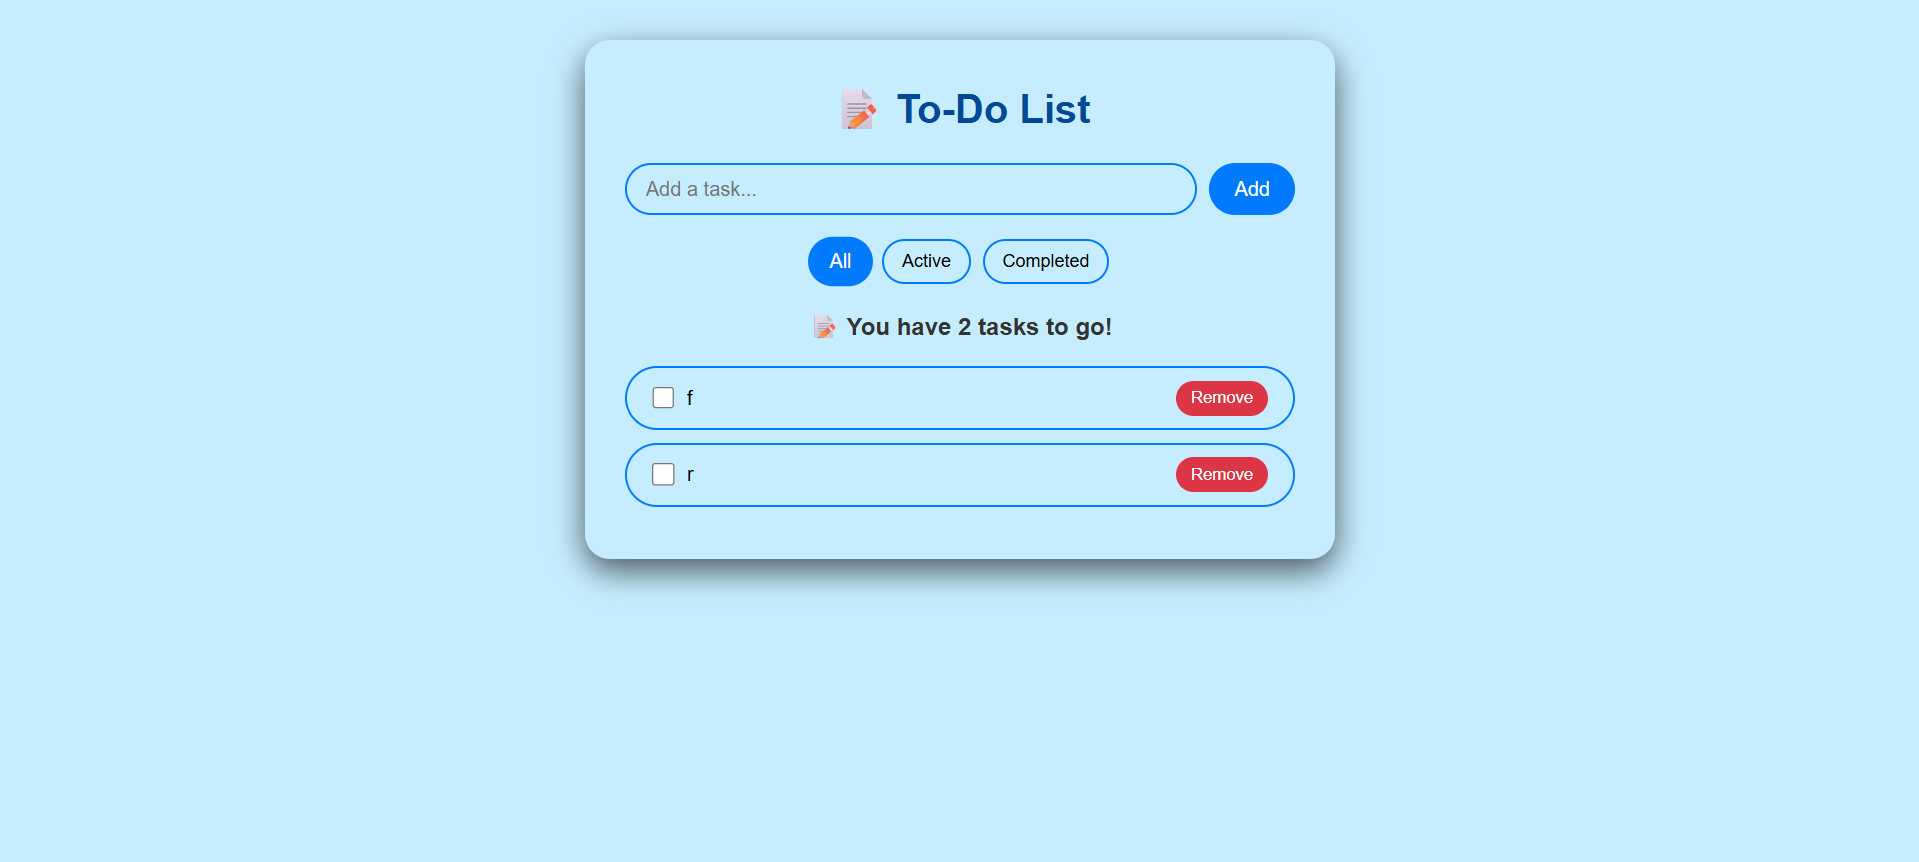 📝 To-Do List
Add a task...
Add
All
Active
Completed
📝 You have 2 tasks to go!
f
Remove
r
Remove